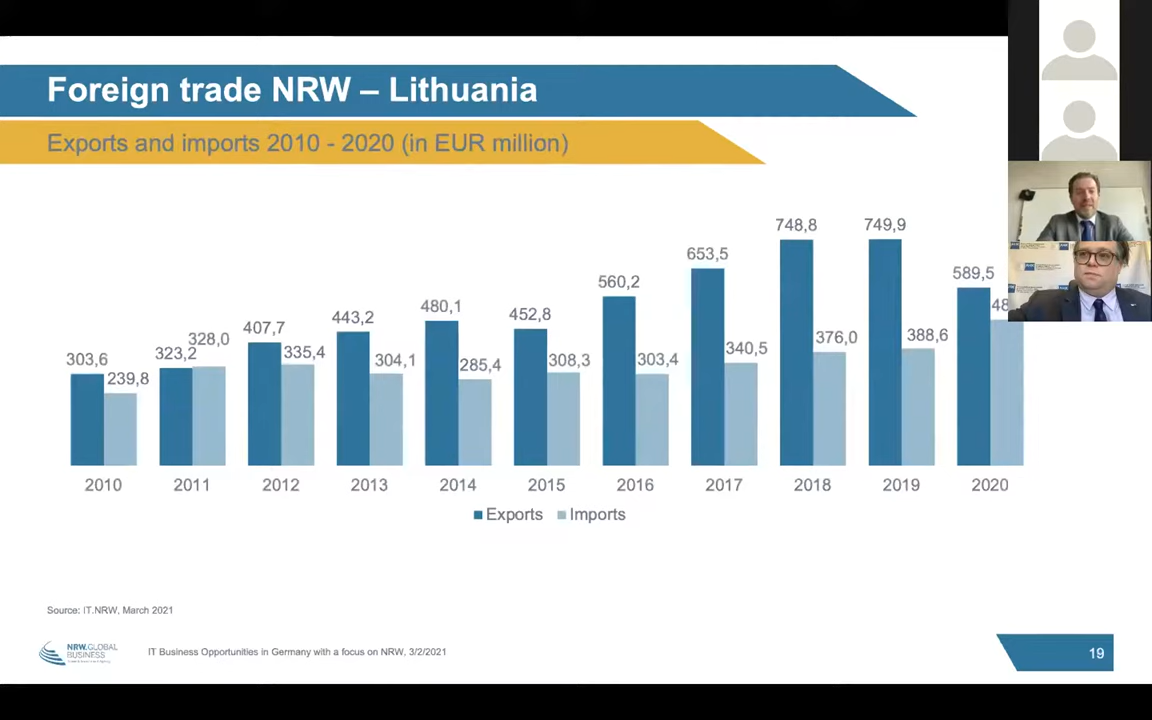 Foreign trade NRW – Lithuania
Exports and imports 2010 - 2020 (in EUR million)
303,6
239,8
323,2
328,0
407,7
335,4
443,2
304,1
480,1
285,4
452,8
308,3
560,2
303,4
653,5
340,5
748,8
376,0
749,9
388,6
589,5
2010 2011 2012 2013 2014 2015 2016 2017 2018 2019 2020
Exports Imports
Source: IT.NRW, March 2021
NRW.GLOBAL
BUSINESS
IT Business Opportunities in Germany with a focus on NRW, 3/2/2021
19